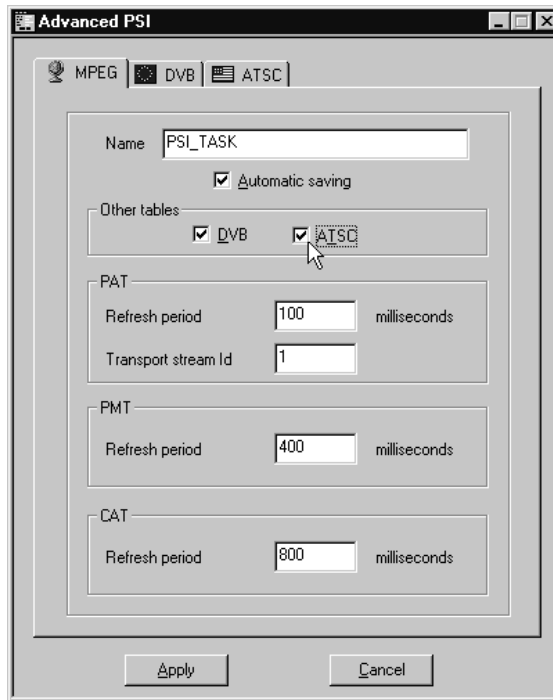 Advanced PSI
MPEG DVB ATSC
Name PSI_TASK
Automatic saving
Other tables
DVB ATSC
PAT
Refresh period 100 milliseconds
Transport stream Id 1
PMT
Refresh period 400 milliseconds
CAT
Refresh period 800 milliseconds
Apply Cancel